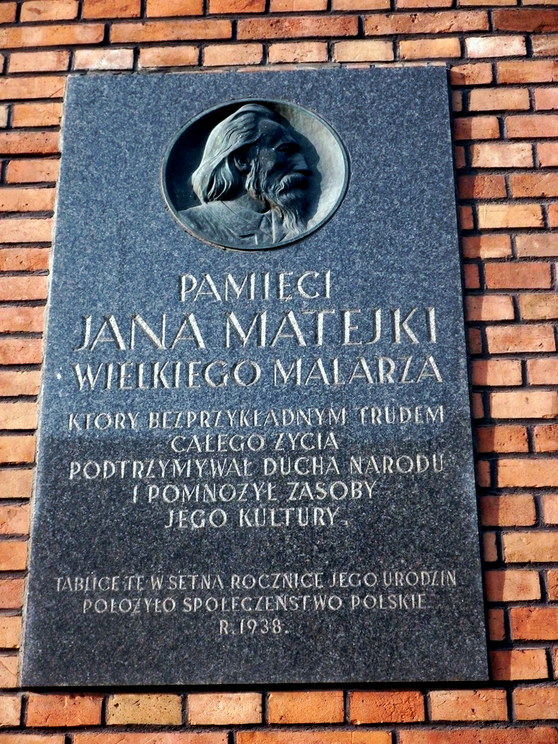 PAMIĘCI
JANA MATEJKI
WIELKIEGO MALARZA
KTÓRY BEZPRZYKŁADNYM TRUDEM
CAŁEGO ŻYCIA
PODTRZYMYWAŁ DUCHA NARODU
I POMNOŻYŁ ZASOBY
JEGO KULTURY.
TABLICĘ TĘ W SETNĄ ROCZNICĘ JEGO URODZIN
POŁOŻYŁO SPOŁECZEŃSTWO POLSKIE
R. 1938.